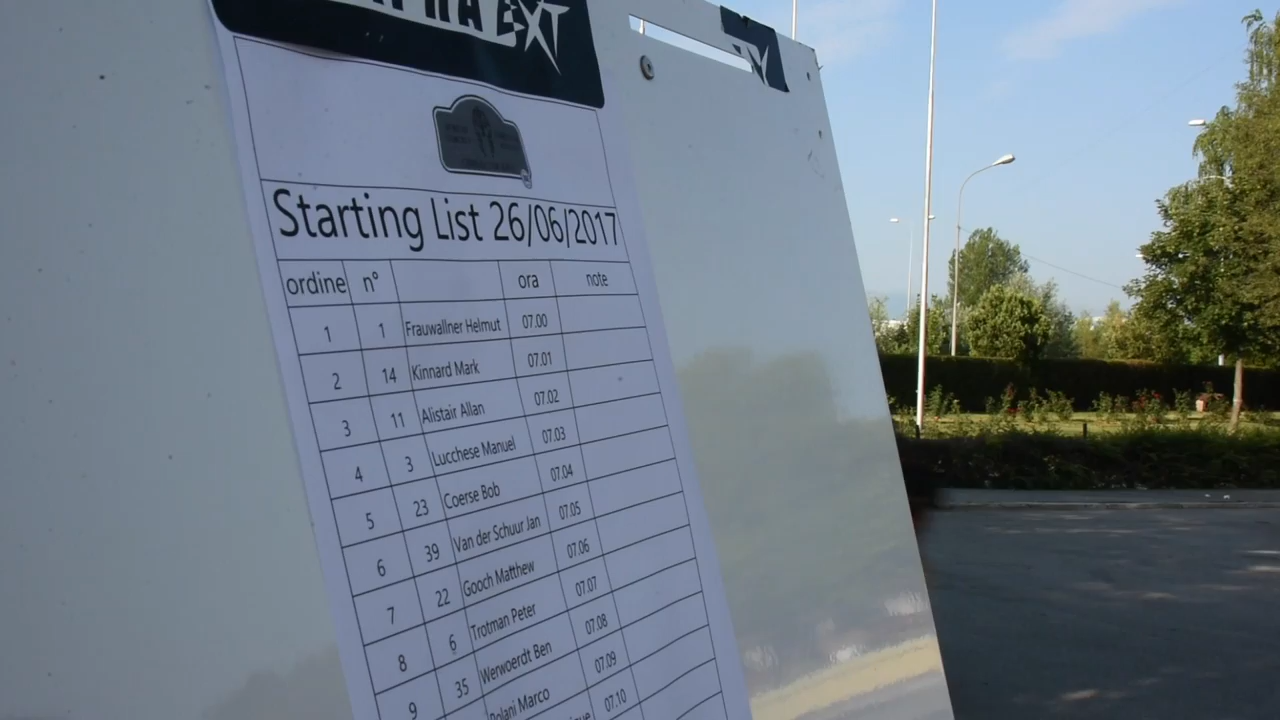 Starting List 26/06/2017
ordine n° ora note
1 1 Frauwallner Helmut 07.00
2 14 Kinnard Mark 07.01
3 11 Alistair Allan 07.02
4 3 Lucchese Manuel 07.03
5 23 Coerse Bob 07.04
6 39 Van der Schuur Jan 07.05
7 22 Gooch Matthew 07.06
8 6 Trotman Peter 07.07
9 35 Werwoerdt Ben 07.08
Polani Marco 07.09
07.10